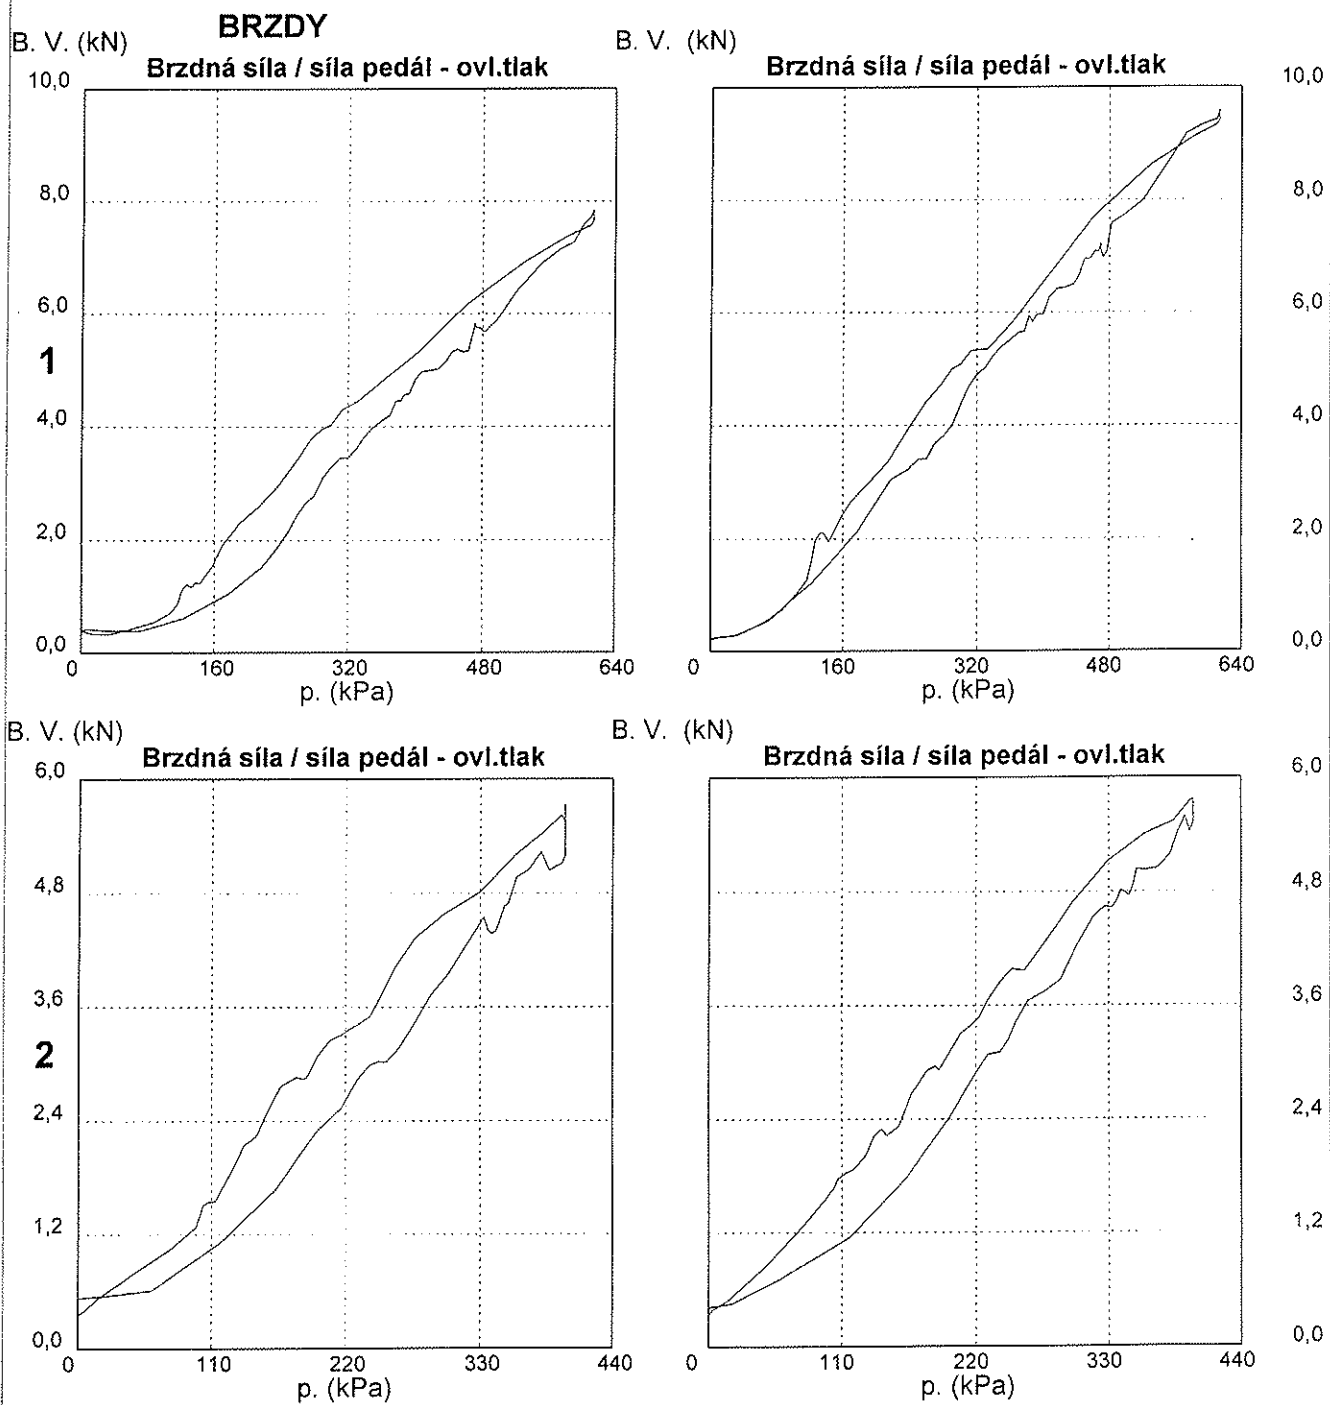 BRZDY
B. V. (kN)
B. V. (kN)
Brzdná síla / síla pedál - ovl.tlak
Brzdná síla / síla pedál - ovl.tlak
10,0
10,0
8,0
8,0
6,0
6,0
1
4,0
4,0
2,0
2,0
0,0
0,0
0 160 320 480 640
0 160 320 480 640
p. (kPa)
p. (kPa)
B. V. (kN)
B. V. (kN)
Brzdná síla / síla pedál - ovl.tlak
Brzdná síla / síla pedál - ovl.tlak
6,0
6,0
4,8
4,8
3,6
3,6
2
2,4
2,4
1,2
1,2
0,0
0,0
0 110 220 330 440
0 110 220 330 440
p. (kPa)
p. (kPa)